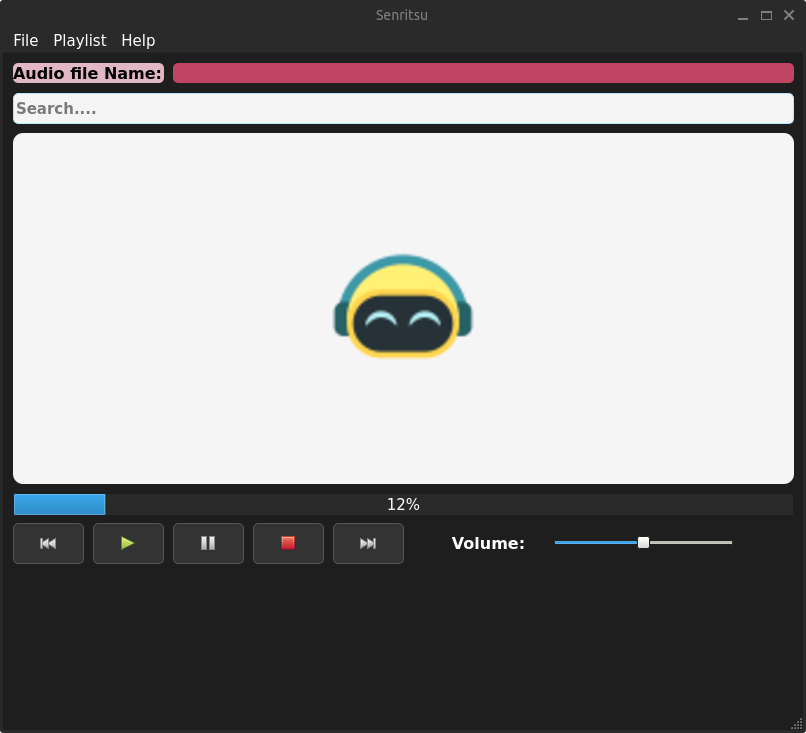 Senritsu
File Playlist Help
Audio file Name:
Search....
12%
Volume: